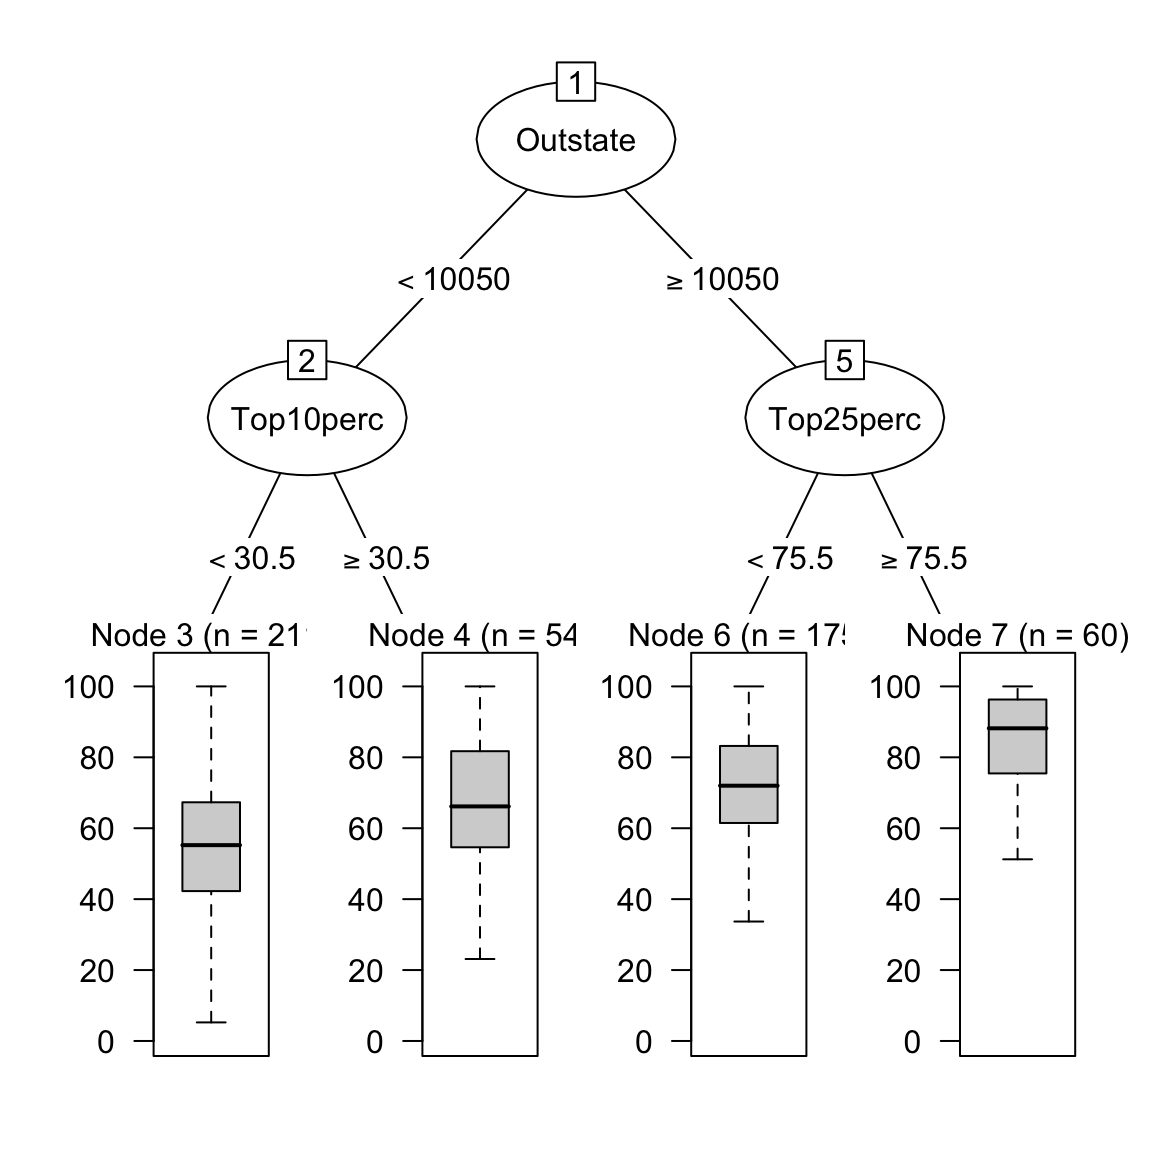 1
Outstate
< 10050 ≥ 10050
2 5
Top10perc Top25perc
< 30.5 ≥ 30.5 < 75.5 ≥ 75.5
Node 3 (n = 21 Node 4 (n = 54 Node 6 (n = 175 Node 7 (n = 60)
100 100 100 100
80 80 80 80
60 60 60 60
40 40 40 40
20 20 20 20
0 0 0 0